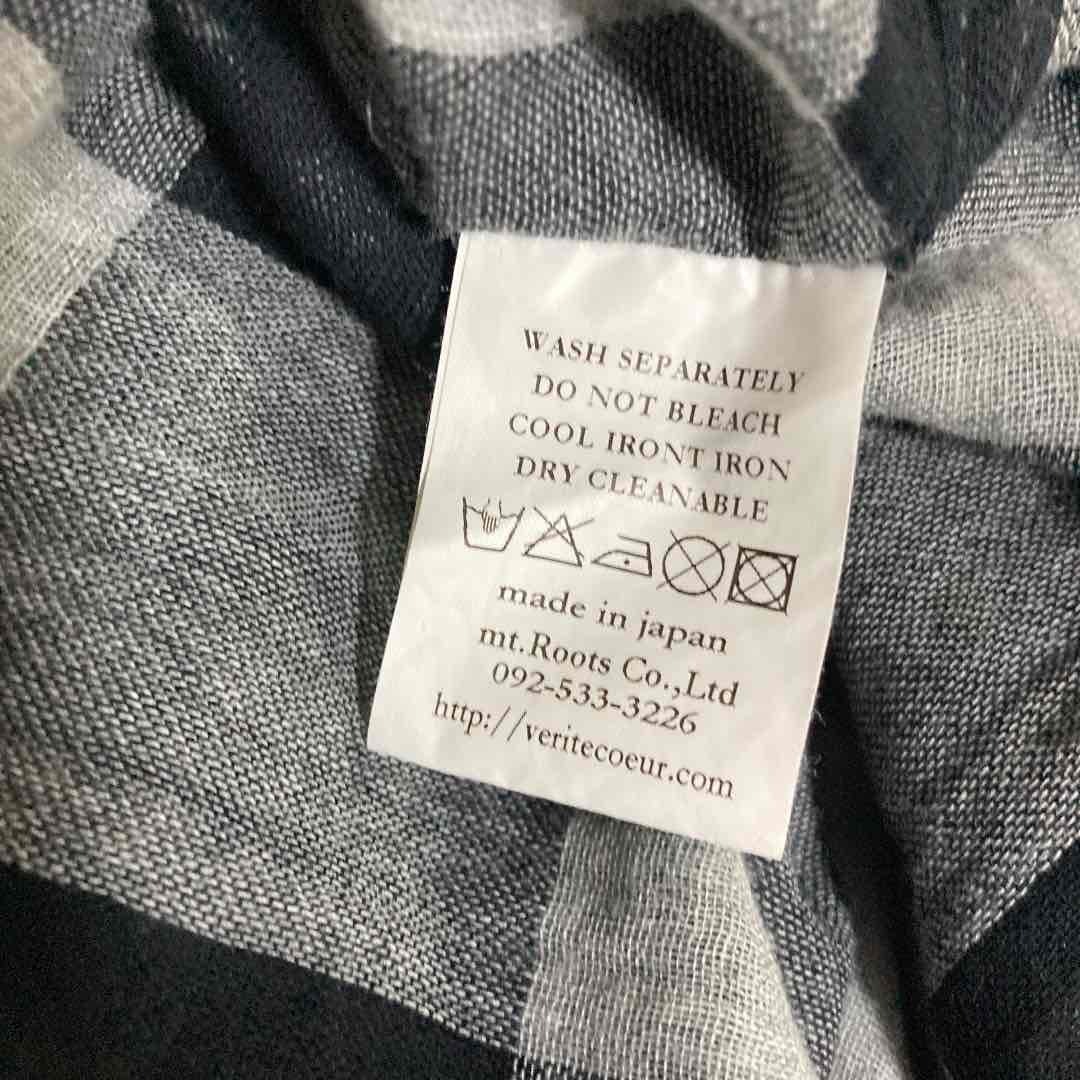 WASH SEPARATELY
DO NOT BLEACH
COOL IRONT IRON
DRY CLEANABLE
made in japan
mt.Roots Co.,Ltd
092-533-3226
http://veritecoeur.com